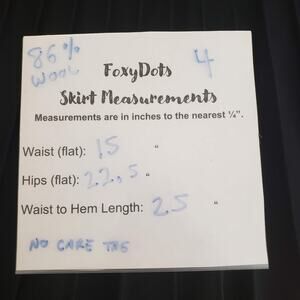 86% WOOL
4
FoxyDots
Skirt Measurements
Measurements are in inches to the nearest ¼".
Waist (flat): 15 "
Hips (flat): 22.5 "
Waist to Hem Length: 25 "
NO CARE TAG